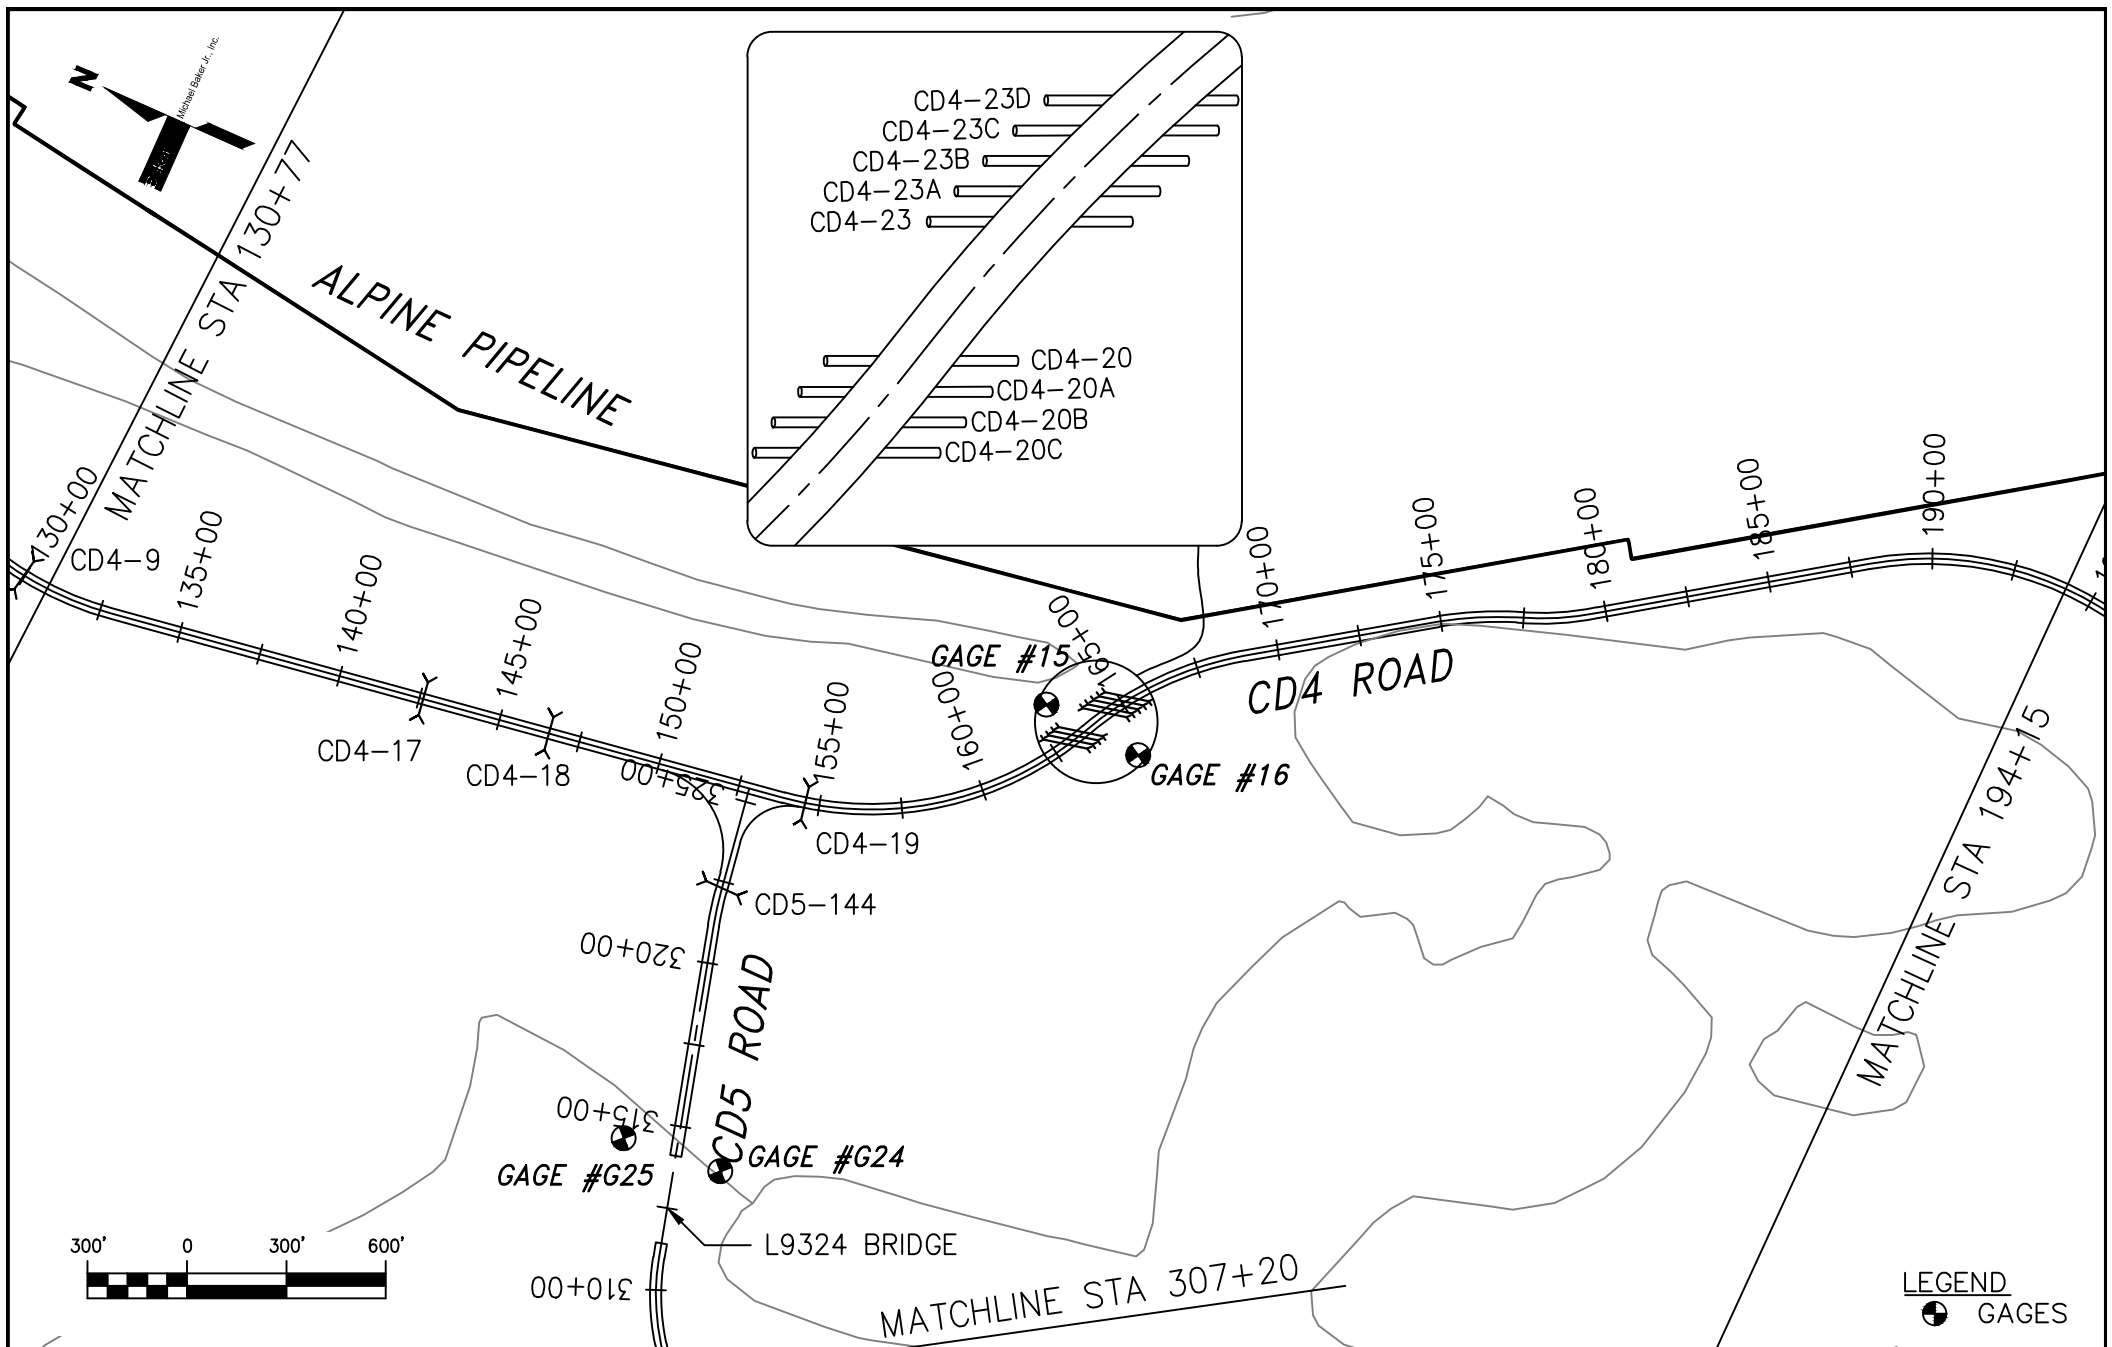 N
Michael Baker Jr., Inc.
MATCHLINE STA 130+77
ALPINE PIPELINE
CD4-23D
CD4-23C
CD4-23B
CD4-23A
CD4-23
CD4-20
CD4-20A
CD4-20B
CD4-20C
130+00
CD4-9
135+00
140+00
145+00
150+00
155+00
160+00
165+00
170+00
175+00
180+00
185+00
190+00
GAGE #15
GAGE #16
CD4 ROAD
CD4-17
CD4-18
CD4-19
325+00
CD5-144
320+00
CD5 ROAD
315+00
GAGE #G25
GAGE #G24
L9324 BRIDGE
310+00
MATCHLINE STA 307+20
MATCHLINE STA 194+15
300' 0 300' 600'
LEGEND
GAGES